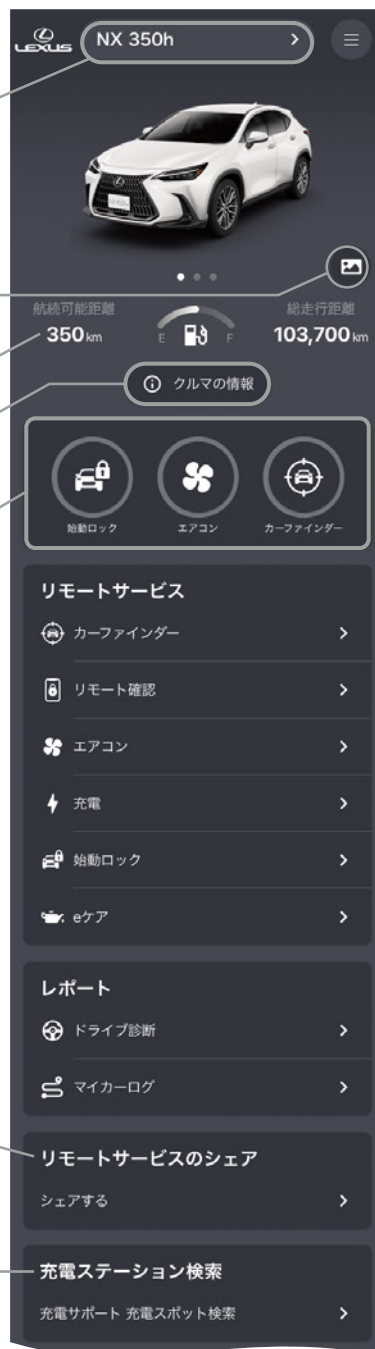 LEXUS
NX 350h
航続可能距離
総走行距離
350 km
E
F
103,700 km
クルマの情報
始動ロック
エアコン
カーファインダー
リモートサービス
カーファインダー
リモート確認
エアコン
充電
始動ロック
eケア
レポート
ドライブ診断
マイカーログ
リモートサービスのシェア
シェアする
充電ステーション検索
充電サポート 充電スポット検索